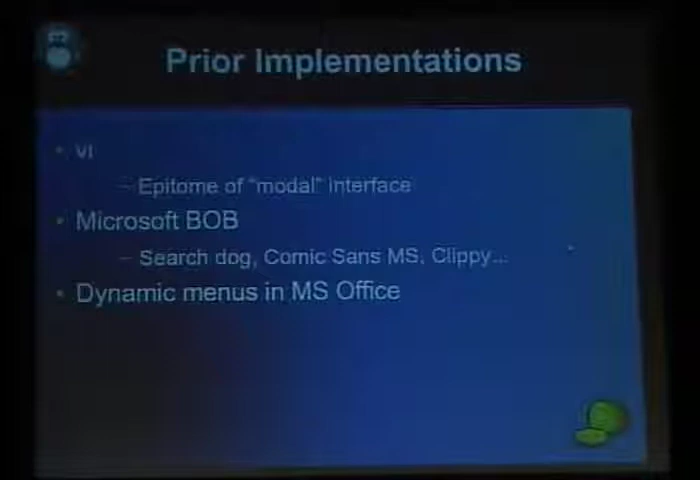 Prior Implementations
vi
– Epitome of "modal" interface
Microsoft BOB
– Search dog, Comic Sans MS, Clippy...
Dynamic menus in MS Office